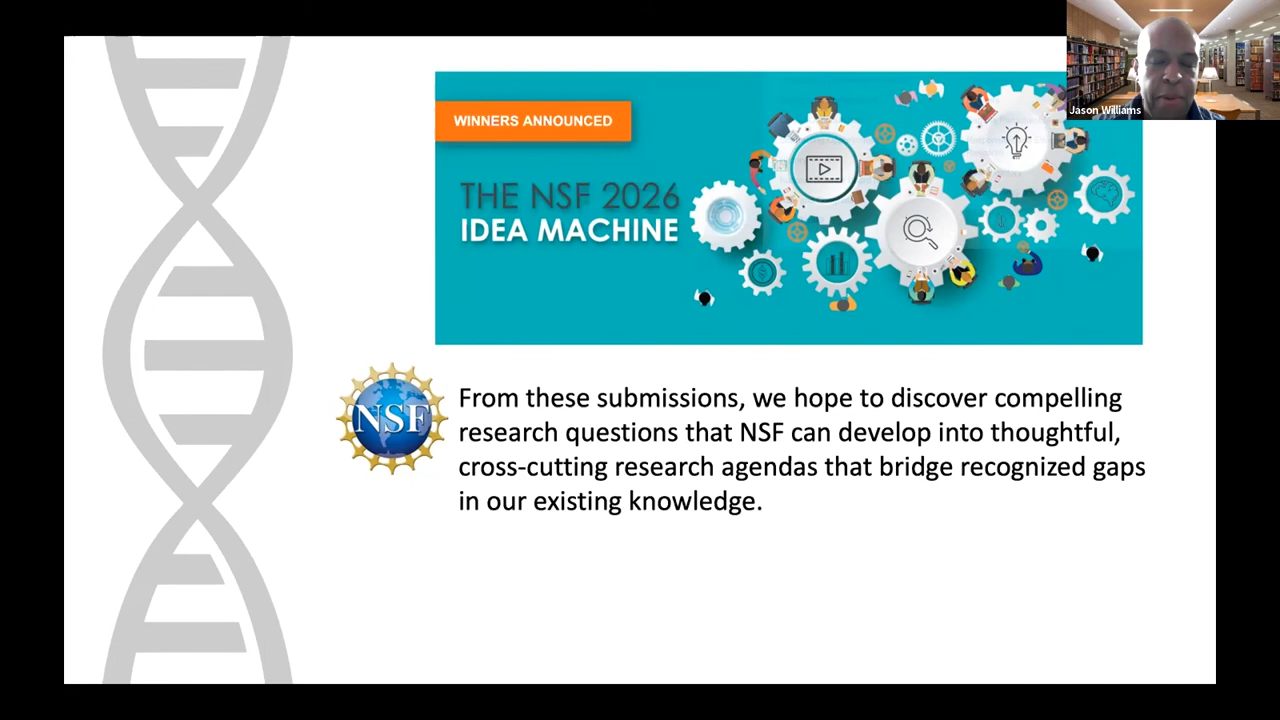 Jason Williams
WINNERS ANNOUNCED
THE NSF 2026
IDEA MACHINE
NSF
From these submissions, we hope to discover compelling
research questions that NSF can develop into thoughtful,
cross-cutting research agendas that bridge recognized gaps
in our existing knowledge.